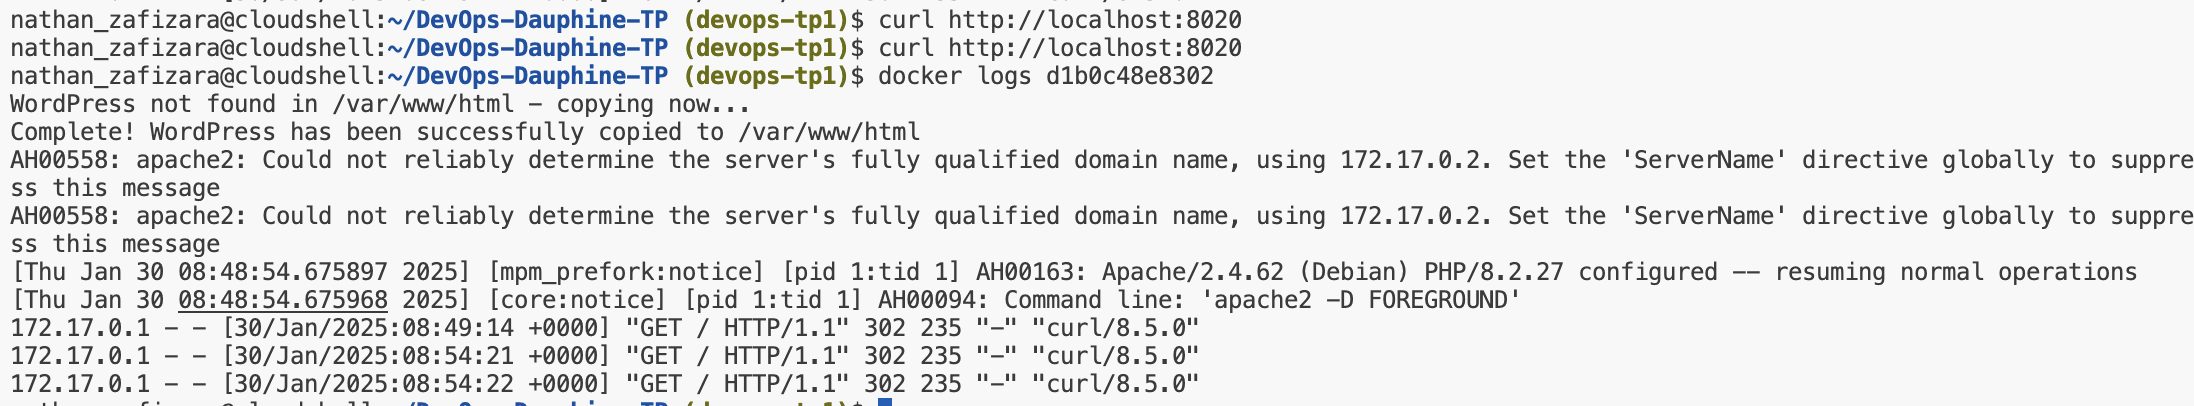 nathan_zafizara@cloudshell:~/DevOps-Dauphine-TP (devops-tp1)$ curl http://localhost:8020
nathan_zafizara@cloudshell:~/DevOps-Dauphine-TP (devops-tp1)$ curl http://localhost:8020
nathan_zafizara@cloudshell:~/DevOps-Dauphine-TP (devops-tp1)$ docker logs d1b0c48e8302
WordPress not found in /var/www/html - copying now...
Complete! WordPress has been successfully copied to /var/www/html
AH00558: apache2: Could not reliably determine the server's fully qualified domain name, using 172.17.0.2. Set the 'ServerName' directive globally to suppre
ss this message
AH00558: apache2: Could not reliably determine the server's fully qualified domain name, using 172.17.0.2. Set the 'ServerName' directive globally to suppre
ss this message
[Thu Jan 30 08:48:54.675897 2025] [mpm_prefork:notice] [pid 1:tid 1] AH00163: Apache/2.4.62 (Debian) PHP/8.2.27 configured -- resuming normal operations
[Thu Jan 30 08:48:54.675968 2025] [core:notice] [pid 1:tid 1] AH00094: Command line: 'apache2 -D FOREGROUND'
172.17.0.1 - - [30/Jan/2025:08:49:14 +0000] "GET / HTTP/1.1" 302 235 "-" "curl/8.5.0"
172.17.0.1 - - [30/Jan/2025:08:54:21 +0000] "GET / HTTP/1.1" 302 235 "-" "curl/8.5.0"
172.17.0.1 - - [30/Jan/2025:08:54:22 +0000] "GET / HTTP/1.1" 302 235 "-" "curl/8.5.0"